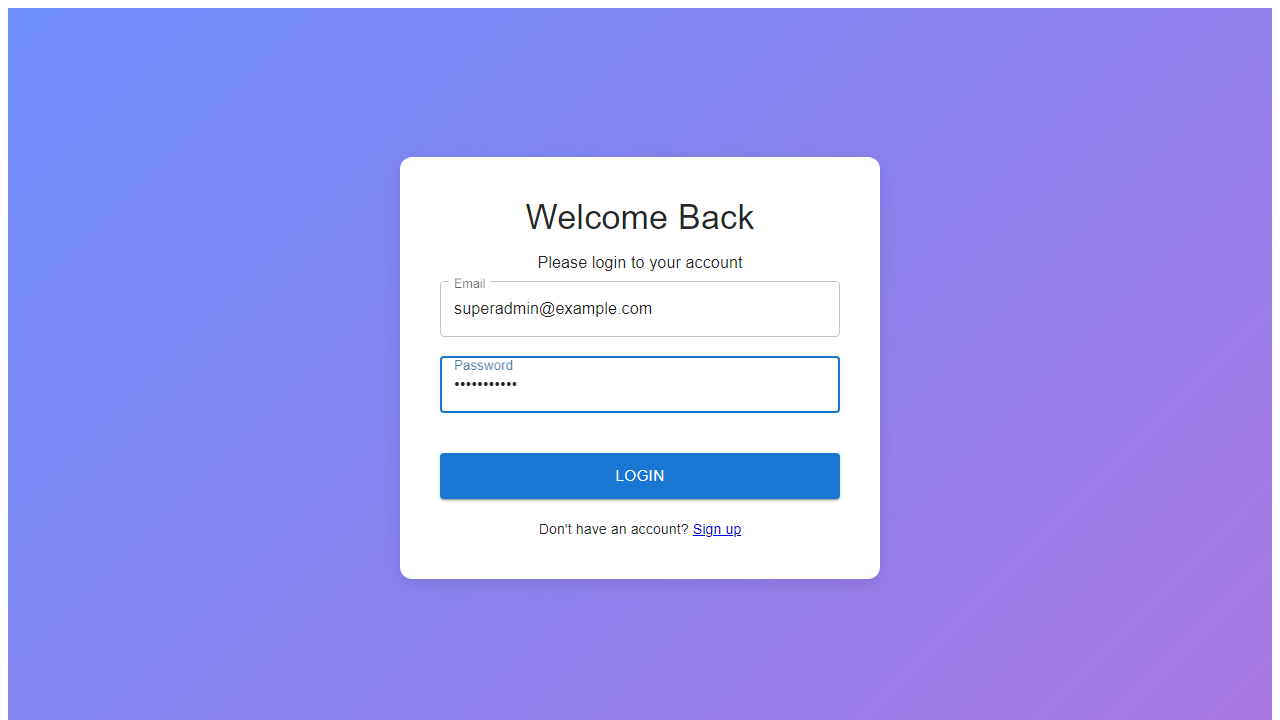 Welcome Back
Please login to your account
Email
superadmin@example.com
Password
•••••••••••
LOGIN
Don't have an account? Sign up